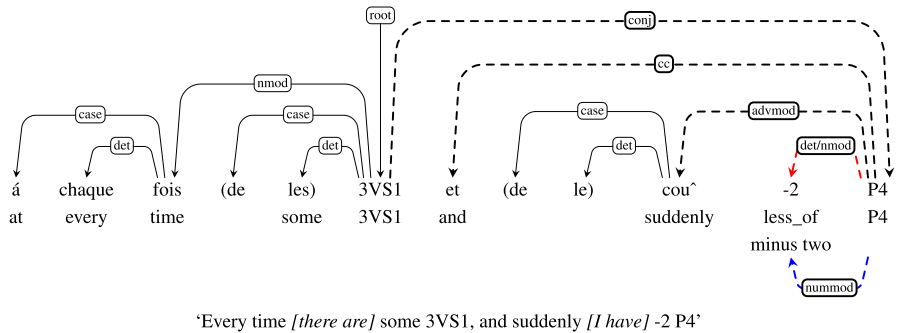 root
conj
cc
nmod
case case case advmod
det det det det/nmod
á chaque fois (de les) 3VS1 et (de le) couˆ -2 P4
at every time some 3VS1 and suddenly less_of P4
minus two
nummod
‘Every time [there are] some 3VS1, and suddenly [I have] -2 P4’